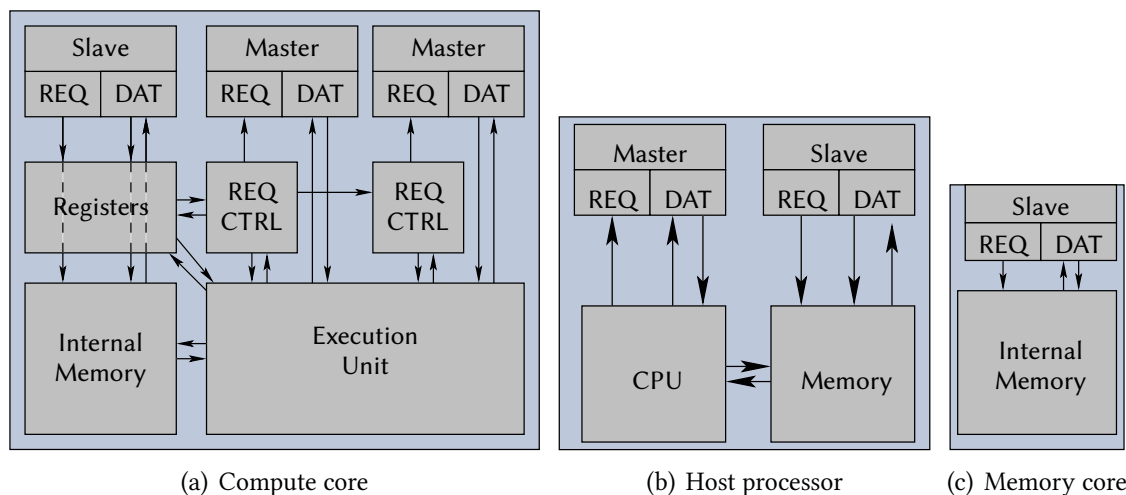 Slave
REQ DAT
Master
REQ DAT
Master
REQ DAT
Registers
REQ
CTRL
REQ
CTRL
Internal
Memory
Execution
Unit
(a) Compute core
Master
REQ DAT
Slave
REQ DAT
CPU
Memory
(b) Host processor
Slave
REQ DAT
Internal
Memory
(c) Memory core